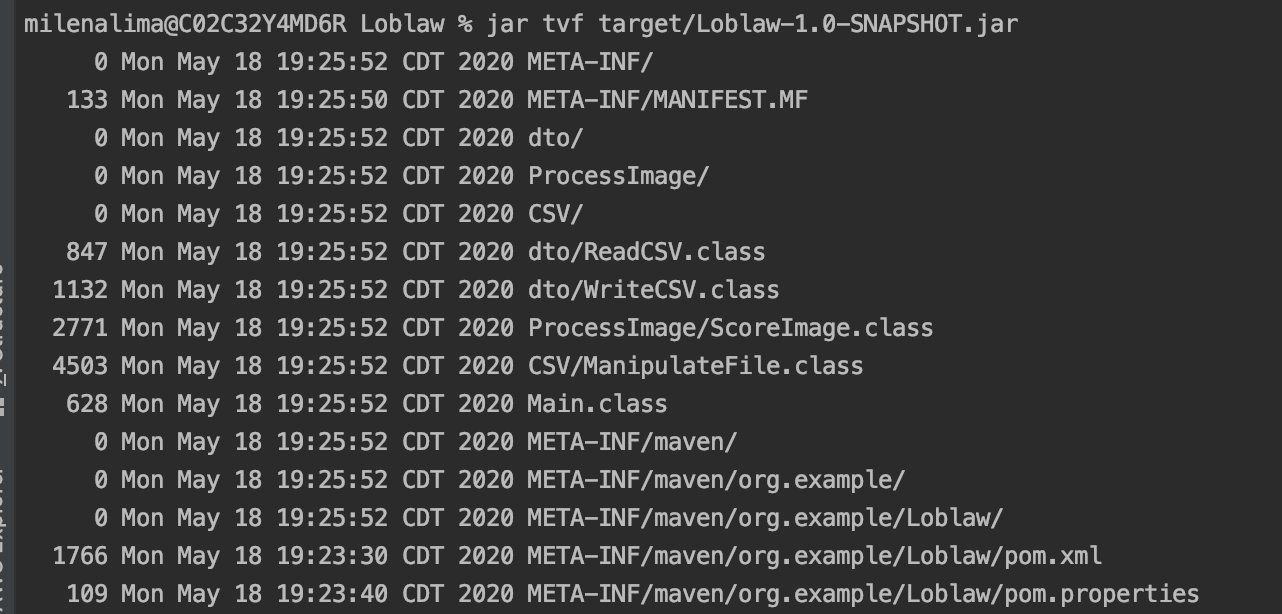 milenalima@C02C32Y4MD6R Loblaw % jar tvf target/Loblaw-1.0-SNAPSHOT.jar
0 Mon May 18 19:25:52 CDT 2020 META-INF/
133 Mon May 18 19:25:50 CDT 2020 META-INF/MANIFEST.MF
0 Mon May 18 19:25:52 CDT 2020 dto/
0 Mon May 18 19:25:52 CDT 2020 ProcessImage/
0 Mon May 18 19:25:52 CDT 2020 CSV/
847 Mon May 18 19:25:52 CDT 2020 dto/ReadCSV.class
1132 Mon May 18 19:25:52 CDT 2020 dto/WriteCSV.class
2771 Mon May 18 19:25:52 CDT 2020 ProcessImage/ScoreImage.class
4503 Mon May 18 19:25:52 CDT 2020 CSV/ManipulateFile.class
628 Mon May 18 19:25:52 CDT 2020 Main.class
0 Mon May 18 19:25:52 CDT 2020 META-INF/maven/
0 Mon May 18 19:25:52 CDT 2020 META-INF/maven/org.example/
0 Mon May 18 19:25:52 CDT 2020 META-INF/maven/org.example/Loblaw/
1766 Mon May 18 19:23:30 CDT 2020 META-INF/maven/org.example/Loblaw/pom.xml
109 Mon May 18 19:23:40 CDT 2020 META-INF/maven/org.example/Loblaw/pom.properties